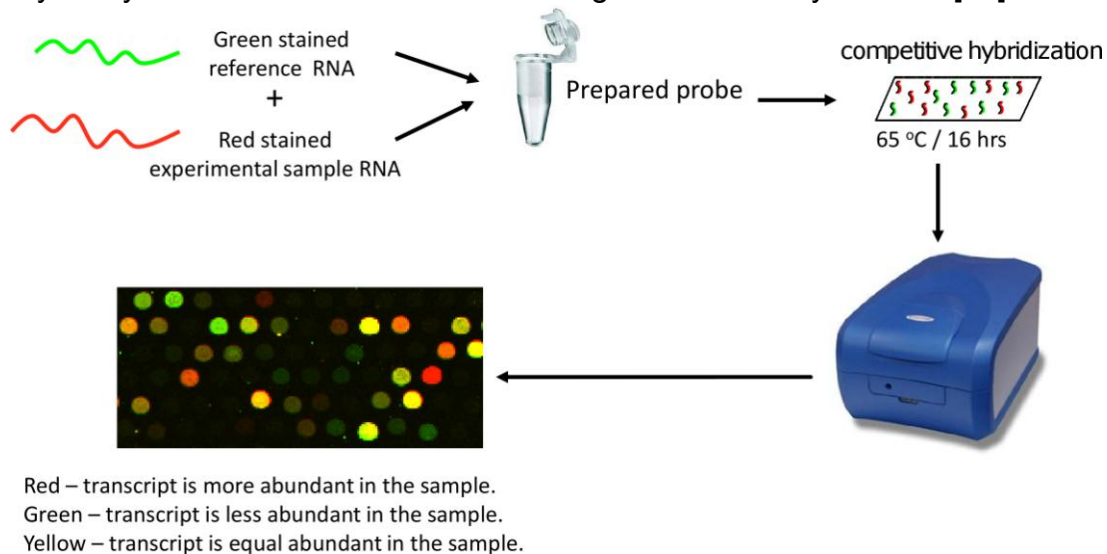 Green stained
reference RNA
+
Red stained
experimental sample RNA
Prepared probe
competitive hybridization
65 °C / 16 hrs
Red – transcript is more abundant in the sample.
Green – transcript is less abundant in the sample.
Yellow – transcript is equal abundant in the sample.